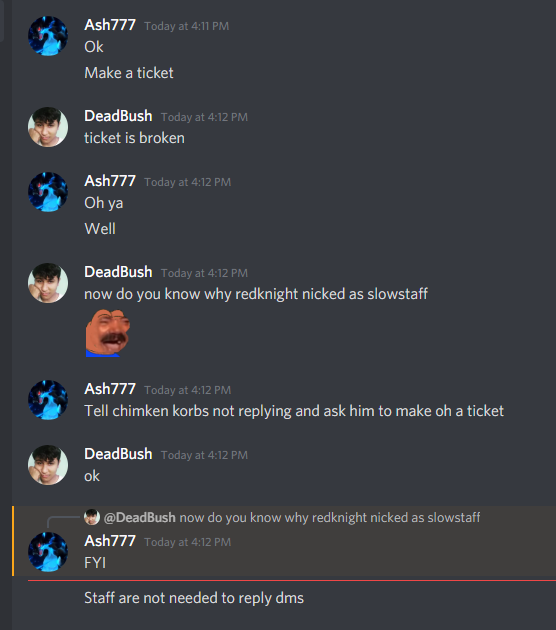 Ash777 Today at 4:11 PM
Ok
Make a ticket
DeadBush Today at 4:12 PM
ticket is broken
Ash777 Today at 4:12 PM
Oh ya
Well
DeadBush Today at 4:12 PM
now do you know why redknight nicked as slowstaff
Ash777 Today at 4:12 PM
Tell chimken korbs not replying and ask him to make oh a ticket
DeadBush Today at 4:12 PM
ok
@DeadBush now do you know why redknight nicked as slowstaff
Ash777 Today at 4:12 PM
FYI
Staff are not needed to reply dms